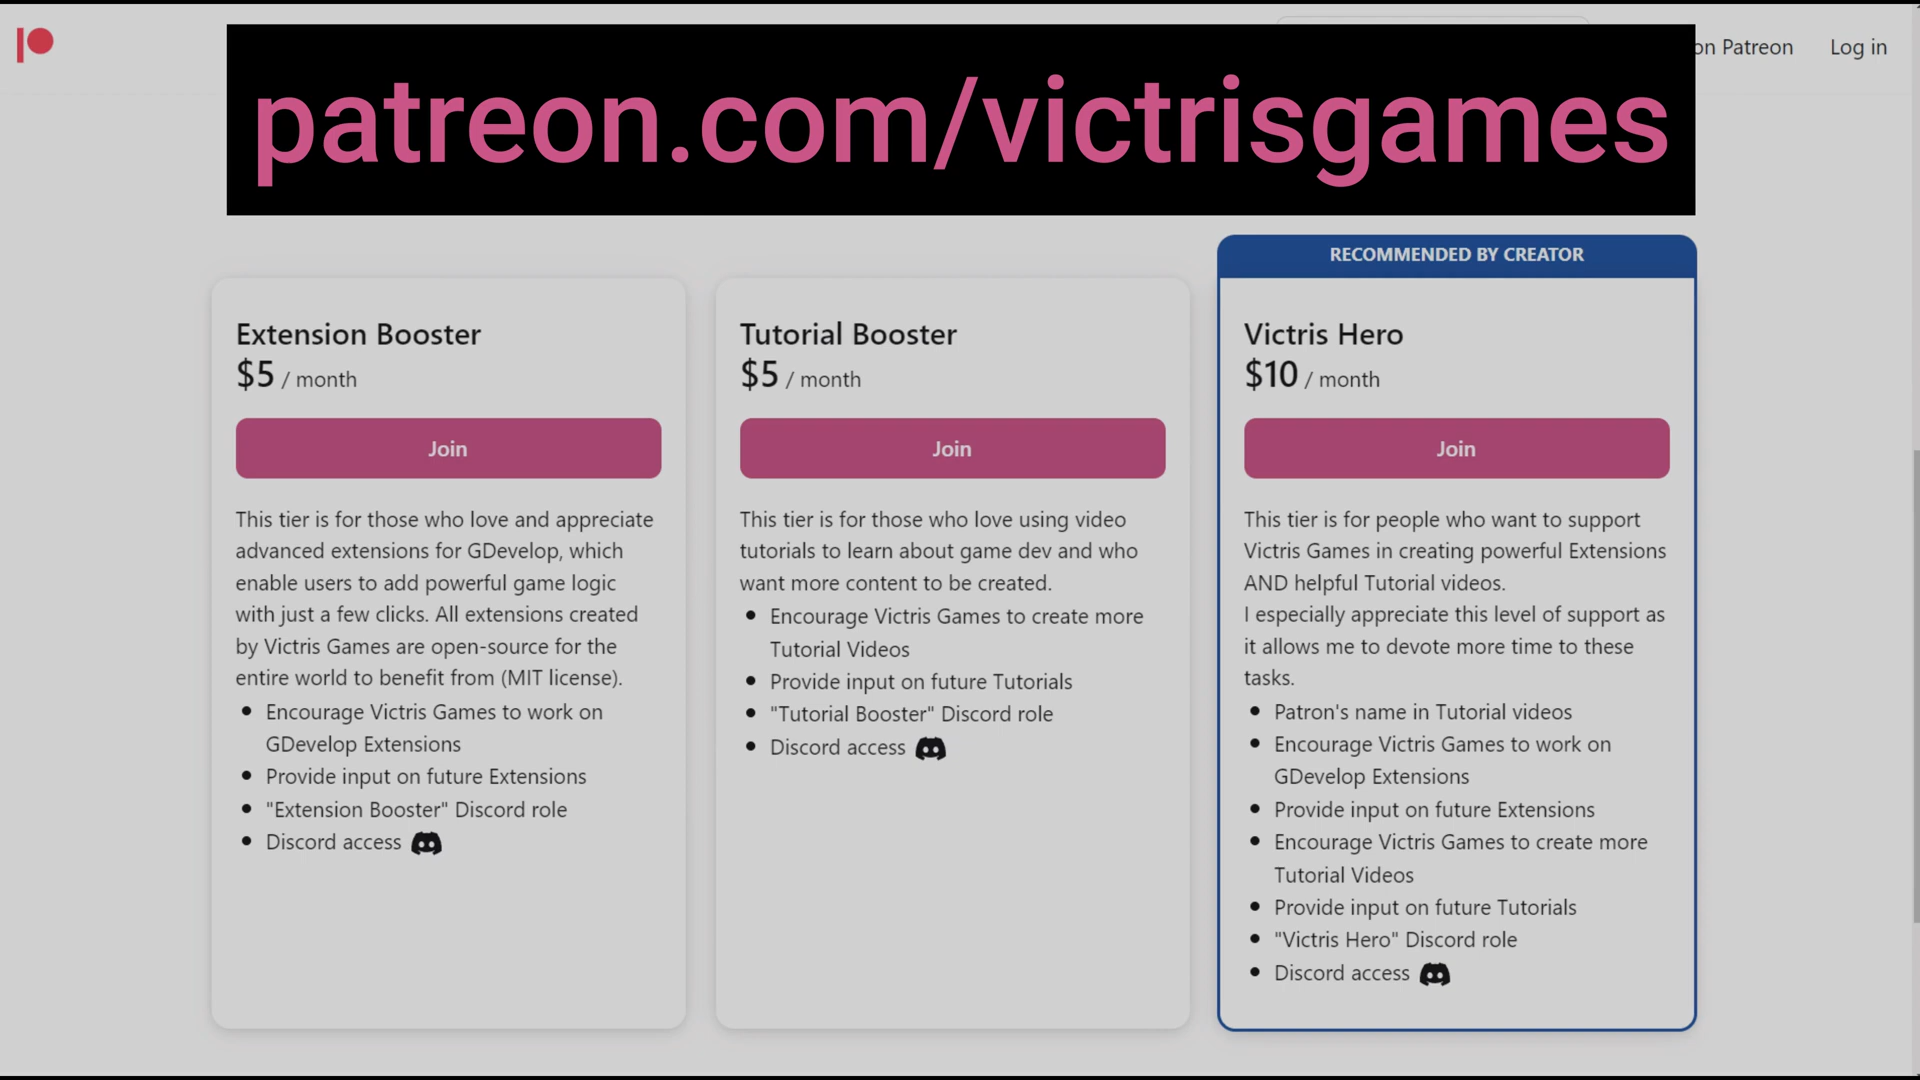 on Patreon
Log in
patreon.com/victrisgames
Extension Booster
$5 / month
Join
This tier is for those who love and appreciate
advanced extensions for GDevelop, which
enable users to add powerful game logic
with just a few clicks. All extensions created
by Victris Games are open-source for the
entire world to benefit from (MIT license).
• Encourage Victris Games to work on
GDevelop Extensions
• Provide input on future Extensions
• "Extension Booster" Discord role
• Discord access
Tutorial Booster
$5 / month
Join
This tier is for those who love using video
tutorials to learn about game dev and who
want more content to be created.
• Encourage Victris Games to create more
Tutorial Videos
• Provide input on future Tutorials
• "Tutorial Booster" Discord role
• Discord access
RECOMMENDED BY CREATOR
Victris Hero
$10 / month
Join
This tier is for people who want to support
Victris Games in creating powerful Extensions
AND helpful Tutorial videos.
I especially appreciate this level of support as
it allows me to devote more time to these
tasks.
• Patron's name in Tutorial videos
• Encourage Victris Games to work on
GDevelop Extensions
• Provide input on future Extensions
• Encourage Victris Games to create more
Tutorial Videos
• Provide input on future Tutorials
• "Victris Hero" Discord role
• Discord access